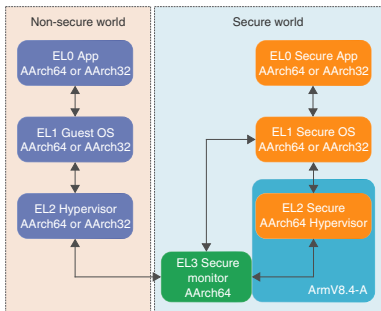 Non-secure world
Secure world
EL0 App
AArch64 or AArch32
EL0 Secure App
AArch64 or AArch32
EL1 Guest OS
AArch64 or AArch32
EL1 Secure OS
AArch64 or AArch32
EL2 Hypervisor
AArch64 or AArch32
EL2 Secure
AArch64 Hypervisor
EL3 Secure
monitor
AArch64
ArmV8.4-A